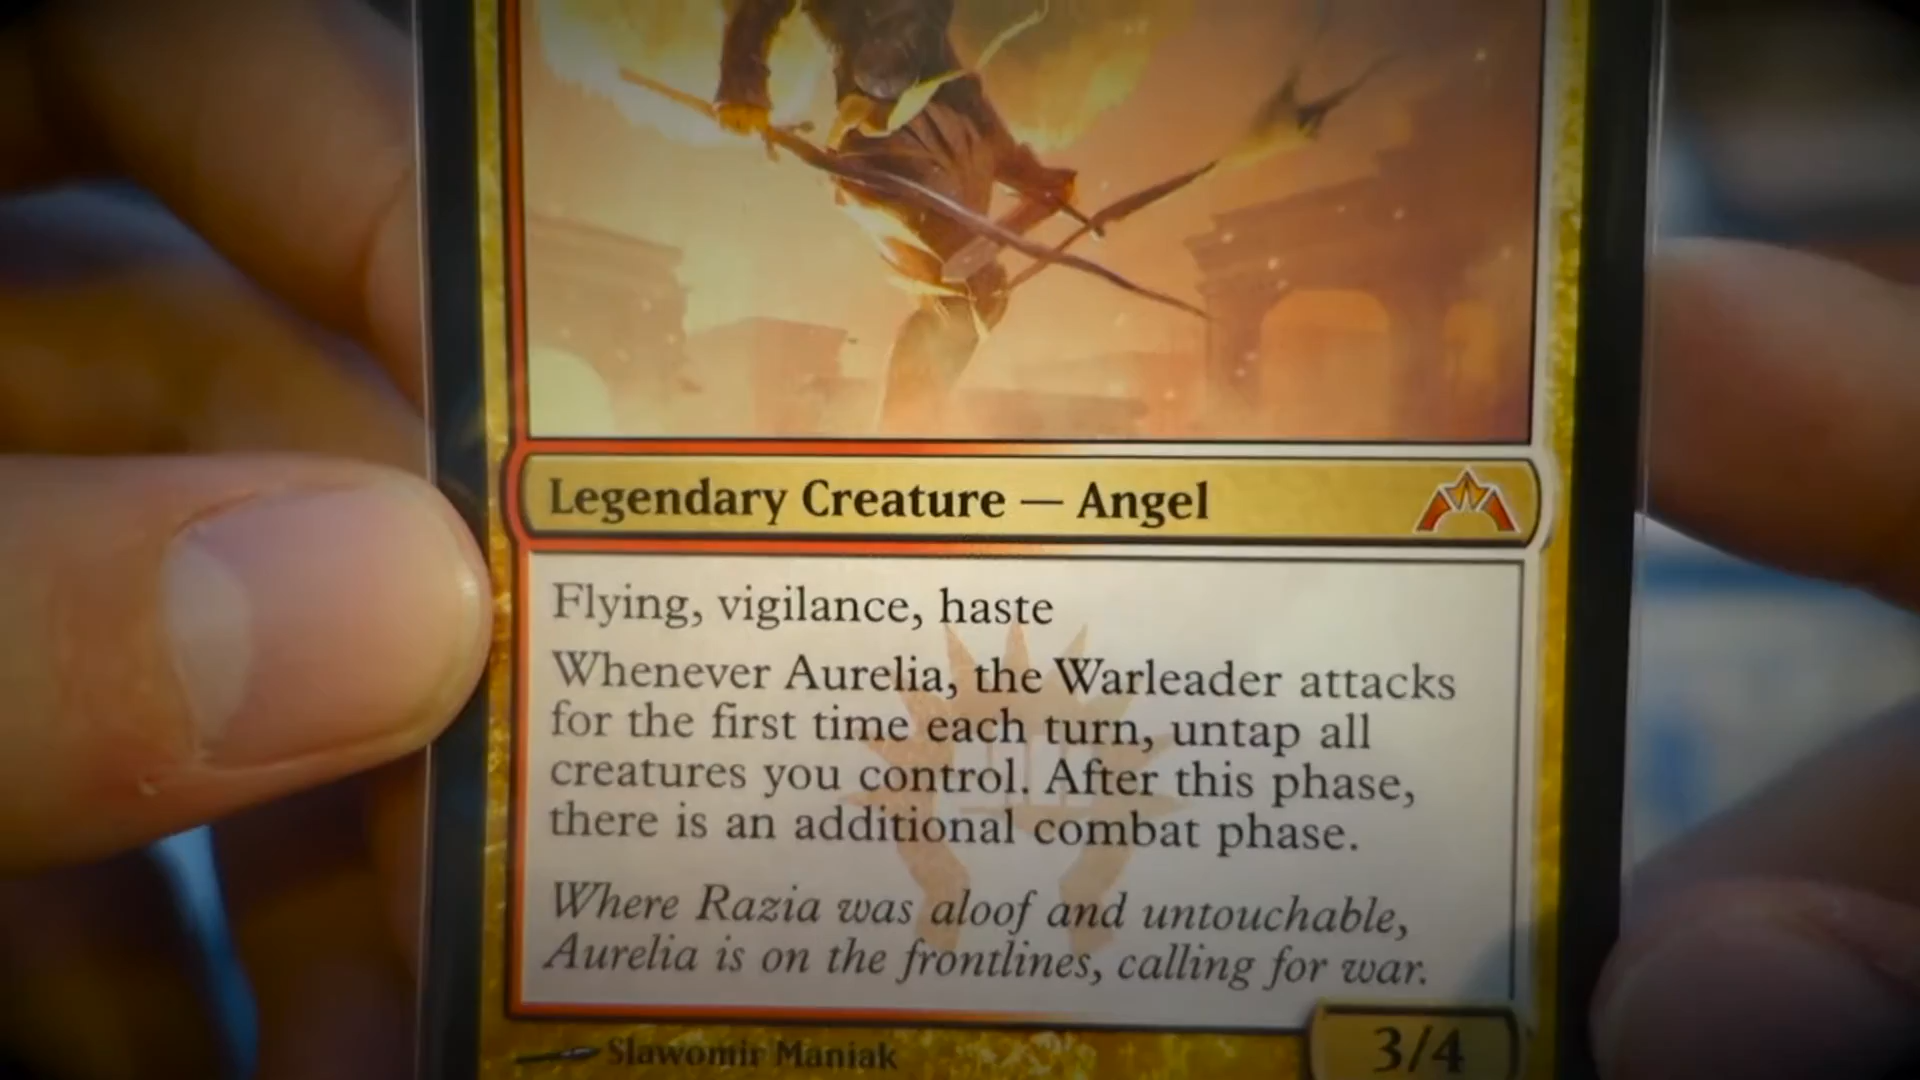 Legendary Creature — Angel
Flying, vigilance, haste
Whenever Aurelia, the Warleader attacks
for the first time each turn, untap all
creatures you control. After this phase,
there is an additional combat phase.
Where Razia was aloof and untouchable,
Aurelia is on the frontlines, calling for war.
Slawomir Maniak
3/4